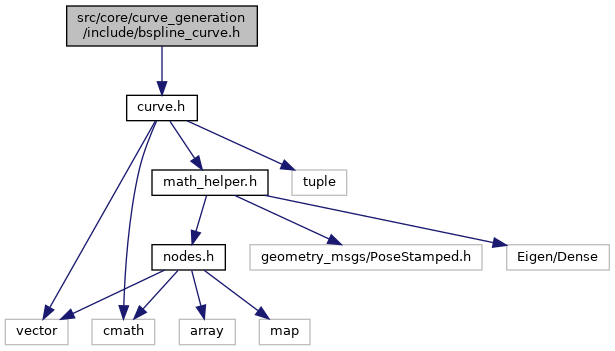 src/core/curve_generation
/include/bspline_curve.h
curve.h
math_helper.h
tuple
nodes.h
geometry_msgs/PoseStamped.h
Eigen/Dense
vector
cmath
array
map